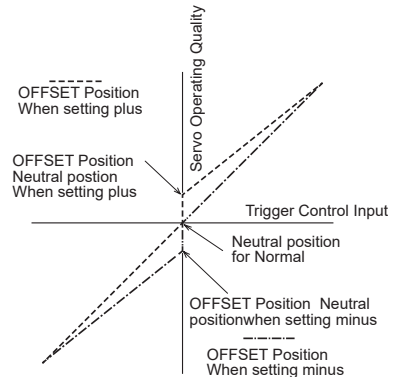 Servo Operating Quality
OFFSET Position
When setting plus
OFFSET Position
Neutral postion
When setting plus
Trigger Control Input
Neutral position
for Normal
OFFSET Position Neutral
positionwhen setting minus
OFFSET Position
When setting minus